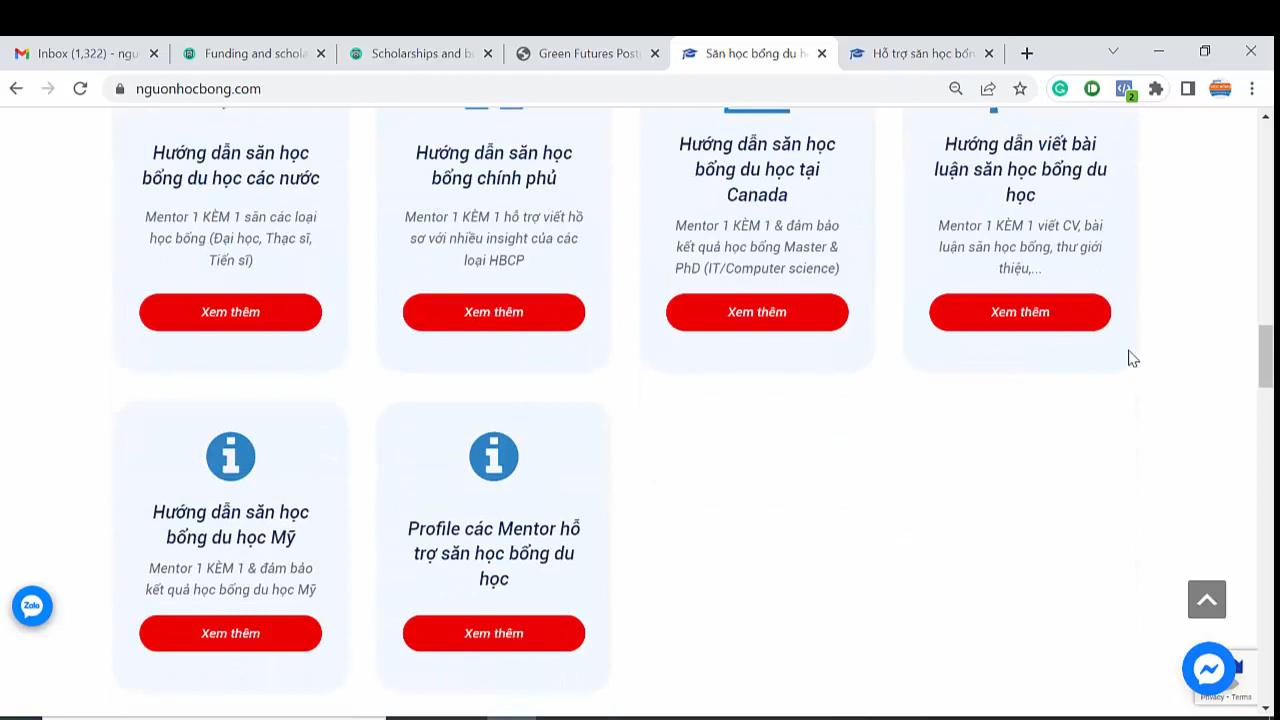 Inbox (1,322) - ngu
Funding and schola
Scholarships and b
Green Futures Post
Săn học bổng du h
Hỗ trợ săn học bổn
nguonhocbong.com
2
Hướng dẫn săn học
bổng du học các nước
Mentor 1 KÈM 1 săn các loại
học bổng (Đại học, Thạc sĩ,
Tiến sĩ)
Xem thêm
Hướng dẫn săn học
bổng chính phủ
Mentor 1 KÈM 1 hỗ trợ viết hồ
sơ với nhiều insight của các
loại HBCP
Xem thêm
Hướng dẫn săn học
bổng du học tại
Canada
Mentor 1 KÈM 1 & đảm bảo
kết quả học bổng Master &
PhD (IT/Computer science)
Xem thêm
Hướng dẫn viết bài
luận săn học bổng du
học
Mentor 1 KÈM 1 viết CV, bài
luận săn học bổng, thư giới
thiệu,...
Xem thêm
Hướng dẫn săn học
bổng du học Mỹ
Mentor 1 KÈM 1 & đảm bảo
kết quả học bổng du học Mỹ
Xem thêm
Profile các Mentor hỗ
trợ săn học bổng du
học
Xem thêm
Zalo
Privacy - Terms